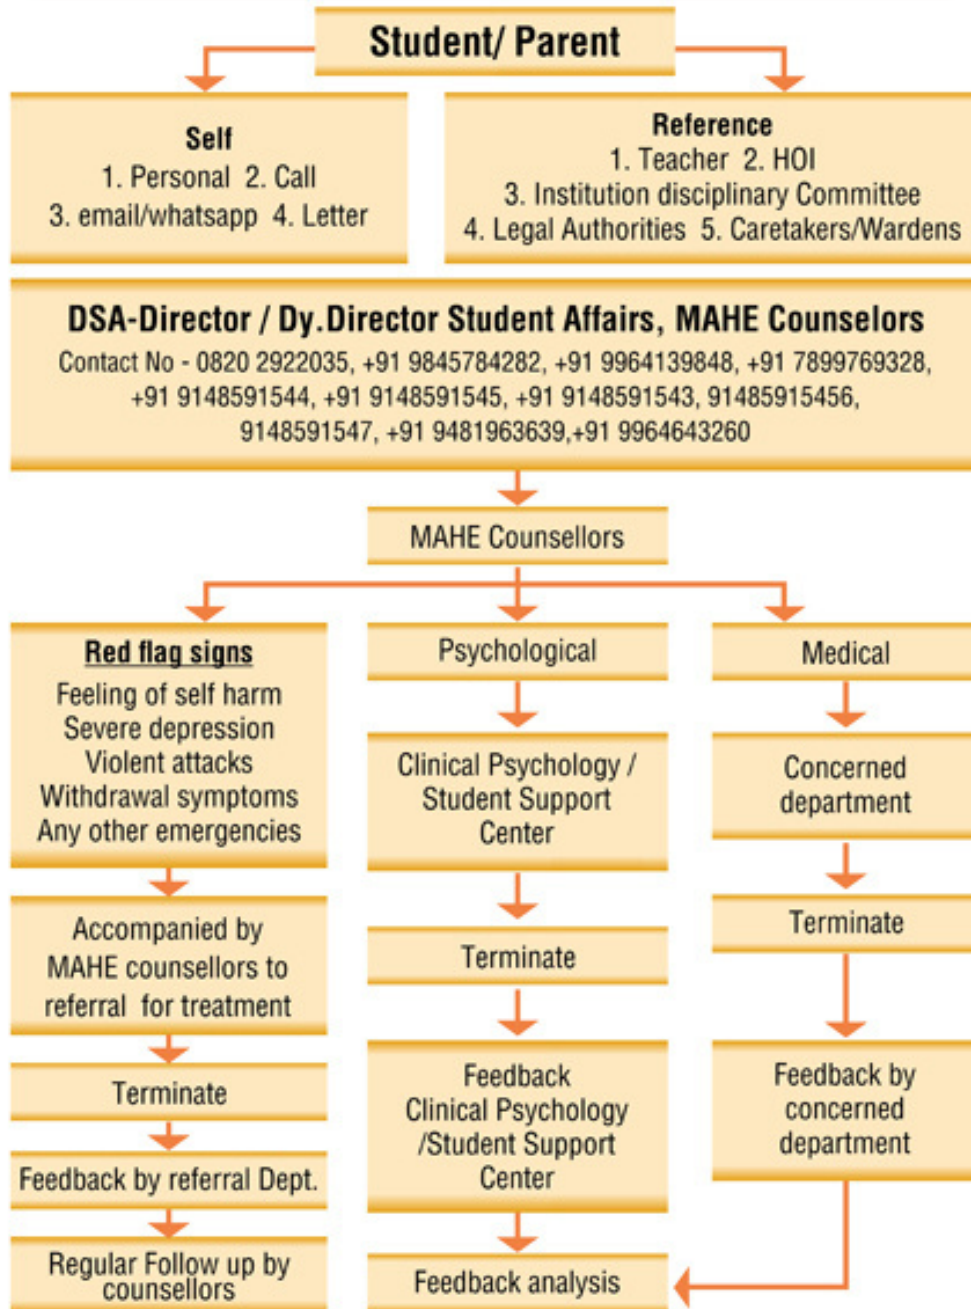 Student/ Parent
Self
1. Personal 2. Call
3. email/whatsapp 4. Letter
Reference
1. Teacher 2. HOI
3. Institution disciplinary Committee
4. Legal Authorities 5. Caretakers/Wardens
DSA-Director / Dy.Director Student Affairs, MAHE Counselors
Contact No - 0820 2922035, +91 9845784282, +91 9964139848, +91 7899769328,
+91 9148591544, +91 9148591545, +91 9148591543, 91485915456,
9148591547, +91 9481963639,+91 9964643260
MAHE Counsellors
Red flag signs
Feeling of self harm
Severe depression
Violent attacks
Withdrawal symptoms
Any other emergencies
Accompanied by
MAHE counsellors to
referral for treatment
Terminate
Feedback by referral Dept.
Regular Follow up by
counsellors
Psychological
Clinical Psychology /
Student Support
Center
Terminate
Feedback
Clinical Psychology
/Student Support
Center
Feedback analysis
Medical
Concerned
department
Terminate
Feedback by
concerned
department